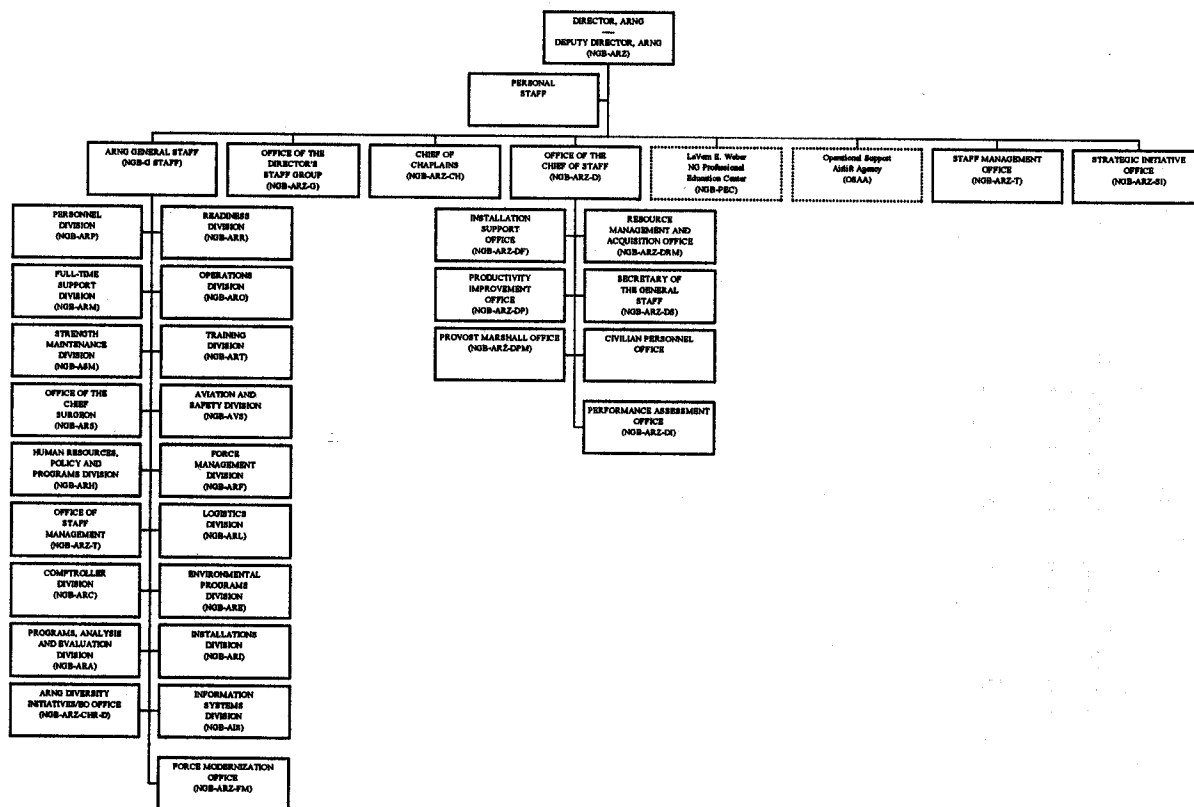 DIRECTOR, ARNG
-----
DEPUTY DIRECTOR, ARNG
(NGB-ARZ)
PERSONAL
STAFF
ARNG GENERAL STAFF
(NGB-G STAFF)
OFFICE OF THE
DIRECTOR'S
STAFF GROUP
(NGB-ARZ-G)
CHIEF OF
CHAPLAINS
(NGB-ARZ-CH)
OFFICE OF
THE CHIEF OF STAFF
(NGB-ARZ-D)
LaVern E. Weber
NG Professional
Education Center
(NGB-PEC)
Operational Support
Airlift Agency
(OSAA)
STAFF MANAGEMENT
OFFICE
(NGB-ARZ-T)
STRATEGIC INITIATIVE
OFFICE
(NGB-ARZ-SI)
PERSONNEL
DIVISION
(NGB-ARP)
READINESS
DIVISION
(NGB-ARR)
FULL-TIME
SUPPORT
DIVISION
(NGB-ARM)
OPERATIONS
DIVISION
(NGB-ARO)
STRENGTH
MAINTENANCE
DIVISION
(NGB-ASM)
TRAINING
DIVISION
(NGB-ART)
OFFICE OF THE
CHIEF
SURGEON
(NGB-ARS)
AVIATION AND
SAFETY DIVISION
(NGB-AVS)
HUMAN RESOURCES,
POLICY AND
PROGRAMS DIVISION
(NGB-ARH)
FORCE
MANAGEMENT
DIVISION
(NGB-ARF)
OFFICE OF
STAFF
MANAGEMENT
(NGB-ARZ-T)
LOGISTICS
DIVISION
(NGB-ARL)
COMPTROLLER
DIVISION
(NGB-ARC)
ENVIRONMENTAL
PROGRAMS
DIVISION
(NGB-ARE)
PROGRAMS, ANALYSIS
AND EVALUATION
DIVISION
(NGB-ARA)
INSTALLATIONS
DIVISION
(NGB-ARI)
ARNG DIVERSITY
INITIATIVES/EO OFFICE
(NGB-ARZ-CHR-D)
INFORMATION
SYSTEMS
DIVISION
(NGB-AIS)
FORCE MODERNIZATION
OFFICE
(NGB-ARZ-FM)
INSTALLATION
SUPPORT
OFFICE
(NGB-ARZ-DF)
RESOURCE
MANAGEMENT AND
ACQUISITION OFFICE
(NGB-ARZ-DRM)
PRODUCTIVITY
IMPROVEMENT
OFFICE
(NGB-ARZ-DP)
SECRETARY OF
THE GENERAL
STAFF
(NGB-ARZ-DS)
PROVOST MARSHALL OFFICE
(NGB-ARZ-DPM)
CIVILIAN PERSONNEL
OFFICE
PERFORMANCE ASSESSMENT
OFFICE
(NGB-ARZ-DI)